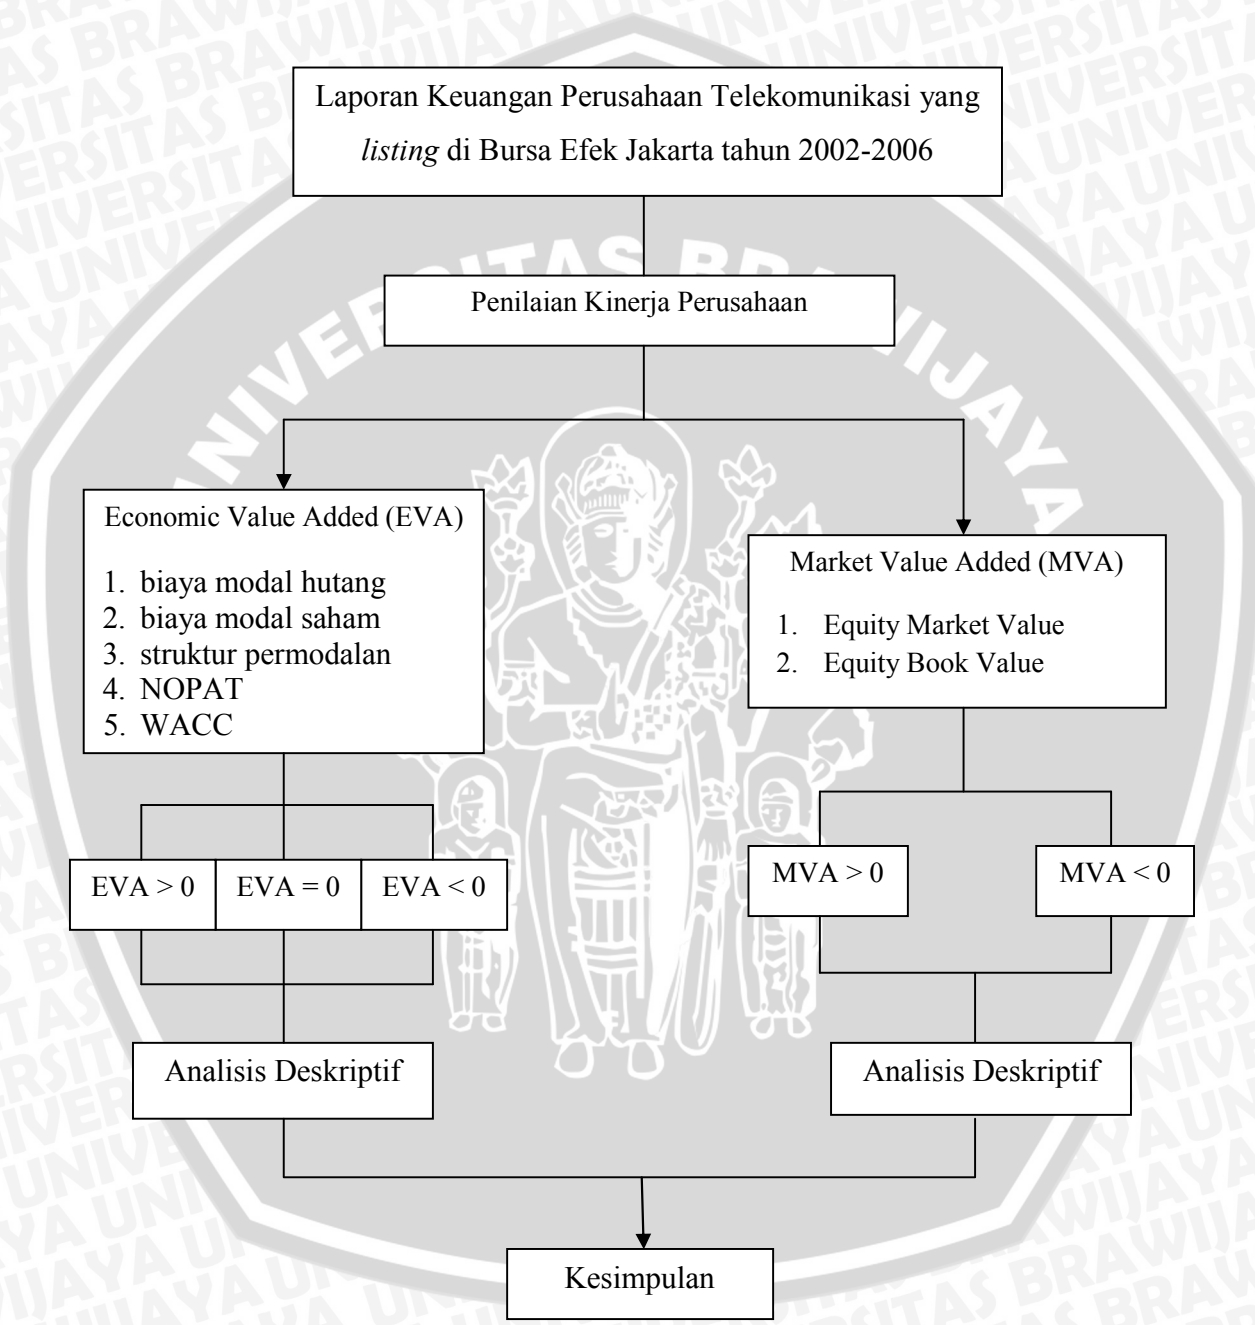 Laporan Keuangan Perusahaan Telekomunikasi yang
listing di Bursa Efek Jakarta tahun 2002-2006
Penilaian Kinerja Perusahaan
Economic Value Added (EVA)
1. biaya modal hutang
2. biaya modal saham
3. struktur permodalan
4. NOPAT
5. WACC
Market Value Added (MVA)
1. Equity Market Value
2. Equity Book Value
EVA > 0
EVA = 0
EVA < 0
MVA > 0
MVA < 0
Analisis Deskriptif
Analisis Deskriptif
Kesimpulan
UNIVERSITAS BRAWIJAYA